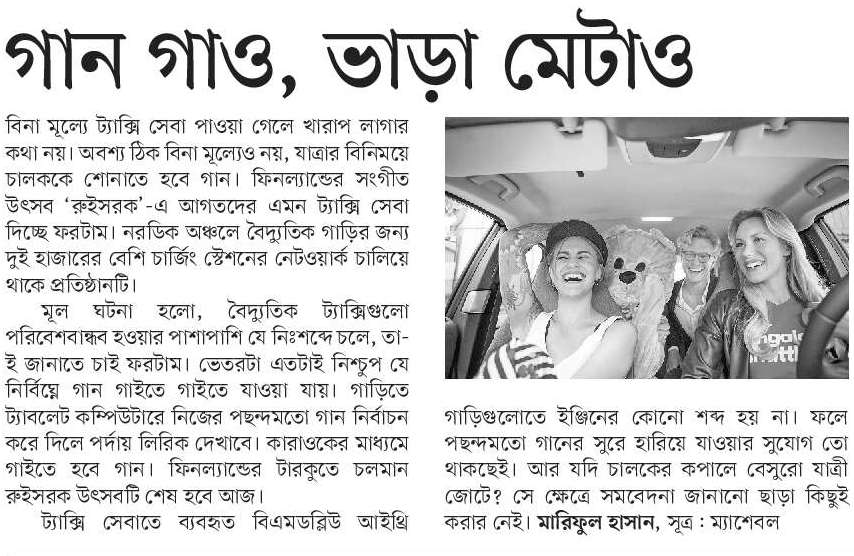 গান গাও, ভাড়া মেটাও
বিনা মূল্যে ট্যাক্সি সেবা পাওয়া গেলে খারাপ লাগার
কথা নয়। অবশ্য ঠিক বিনা মূল্যেও নয়, যাত্রার বিনিময়ে
চালককে শোনাতে হবে গান। ফিনল্যান্ডের সংগীত
উৎসব ‘রুইসরক’-এ আগতদের এমন ট্যাক্সি সেবা
দিচ্ছে ফরটাম। নরডিক অঞ্চলে বৈদ্যুতিক গাড়ির জন্য
দুই হাজারের বেশি চার্জিং স্টেশনের নেটওয়ার্ক চালিয়ে
থাকে প্রতিষ্ঠানটি।
মূল ঘটনা হলো, বৈদ্যুতিক ট্যাক্সিগুলো
পরিবেশবান্ধব হওয়ার পাশাপাশি যে নিঃশব্দে চলে, তা-
ই জানাতে চাই ফরটাম। ভেতরটা এতটাই নিশ্চুপ যে
নির্বিঘ্নে গান গাইতে গাইতে যাওয়া যায়। গাড়িতে
ট্যাবলেট কম্পিউটারে নিজের পছন্দমতো গান নির্বাচন
করে দিলে পর্দায় লিরিক দেখাবে। কারাওকের মাধ্যমে
গাইতে হবে গান। ফিনল্যান্ডের টারকুতে চলমান
রুইসরক উৎসবটি শেষ হবে আজ।
ট্যাক্সি সেবাতে ব্যবহৃত বিএমডব্লিউ আইথ্রি
গাড়িগুলোতে ইঞ্জিনের কোনো শব্দ হয় না। ফলে
পছন্দমতো গানের সুরে হারিয়ে যাওয়ার সুযোগ তো
থাকছেই। আর যদি চালকের কপালে বেসুরো যাত্রী
জোটে? সে ক্ষেত্রে সমবেদনা জানানো ছাড়া কিছুই
করার নেই। মারিফুল হাসান, সূত্র : ম্যাশেবল